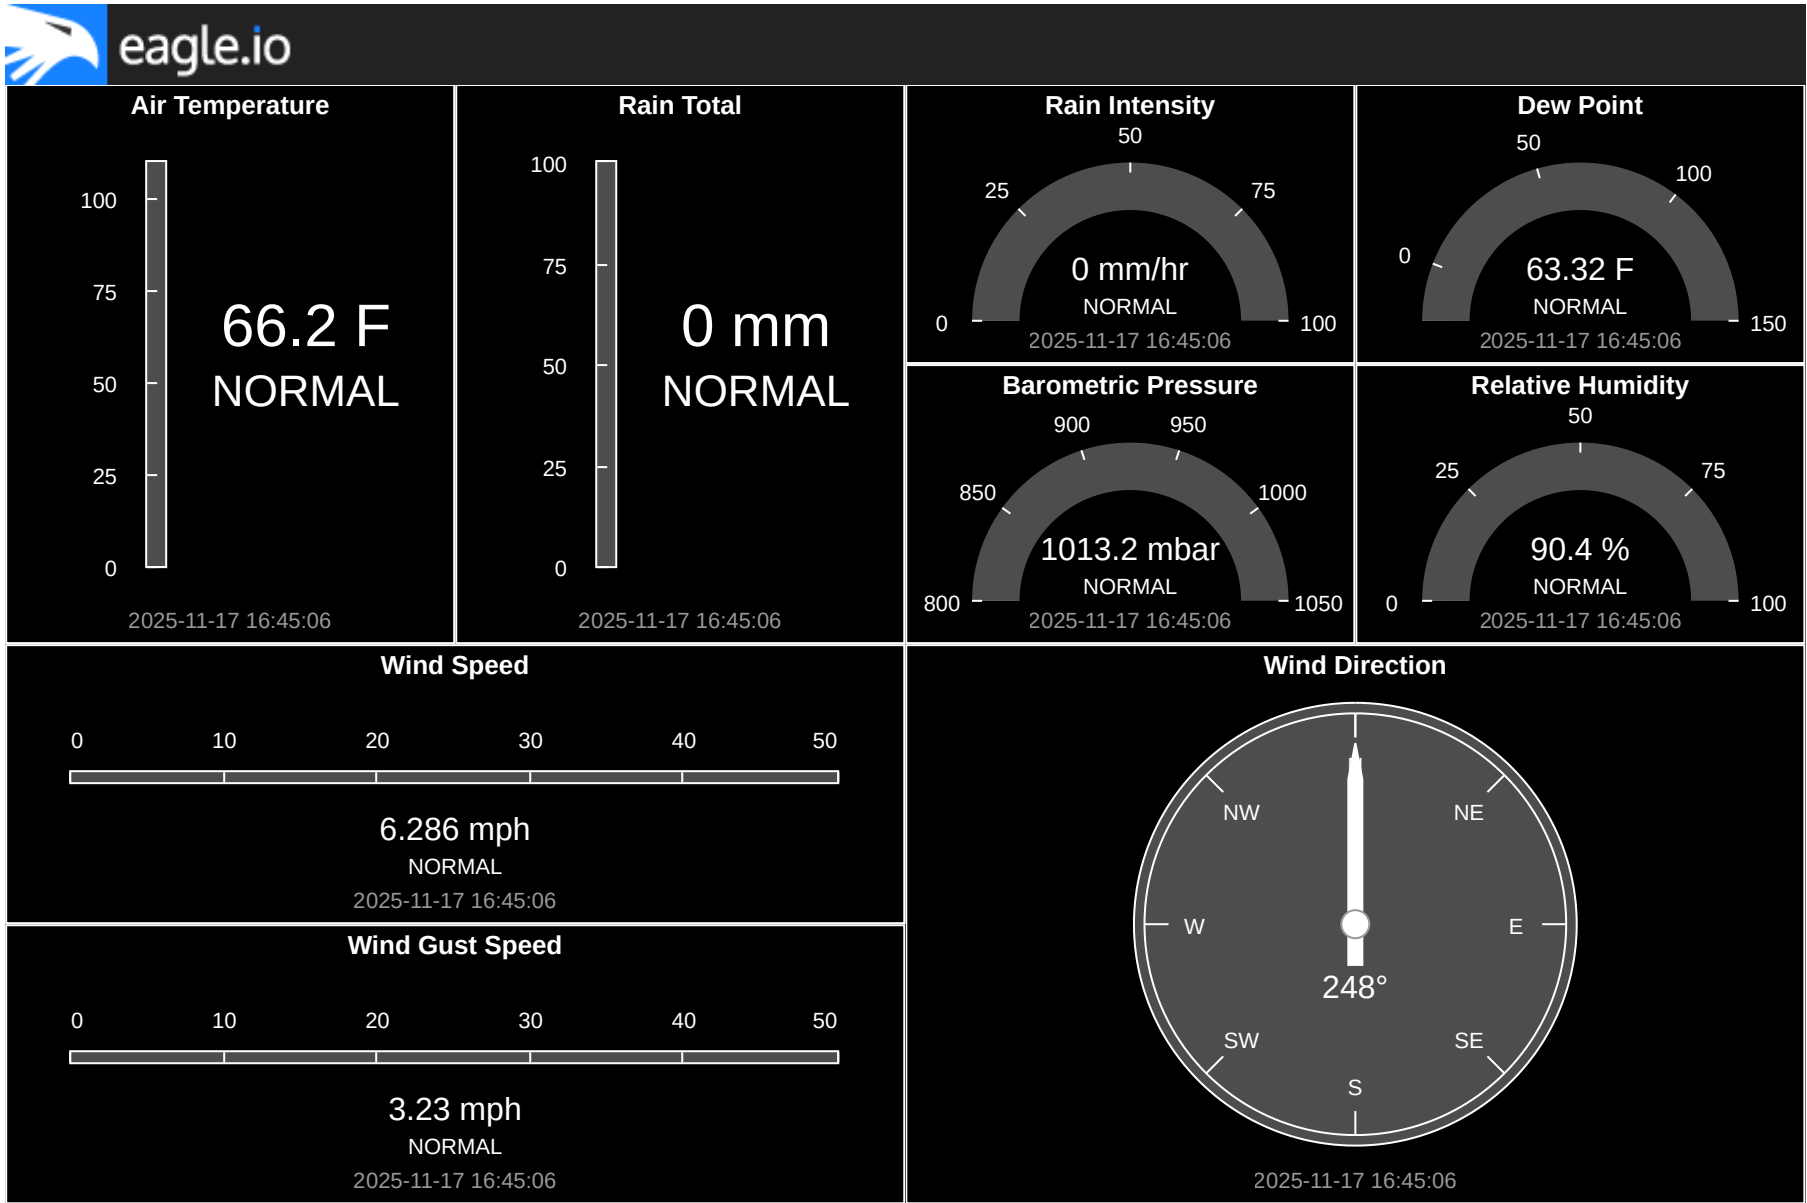 eagle.io
Air Temperature
100
75
50
25
0
66.2 F
NORMAL
2025-11-17 16:45:06
Rain Total
100
75
50
25
0
0 mm
NORMAL
2025-11-17 16:45:06
Rain Intensity
50
25
75
0
100
0 mm/hr
NORMAL
2025-11-17 16:45:06
Dew Point
50
100
0
150
63.32 F
NORMAL
2025-11-17 16:45:06
Barometric Pressure
900
950
850
1000
800
1050
1013.2 mbar
NORMAL
2025-11-17 16:45:06
Relative Humidity
50
25
75
0
100
90.4 %
NORMAL
2025-11-17 16:45:06
Wind Speed
0 10 20 30 40 50
6.286 mph
NORMAL
2025-11-17 16:45:06
Wind Gust Speed
0 10 20 30 40 50
3.23 mph
NORMAL
2025-11-17 16:45:06
Wind Direction
NW NE
W E
248°
SW SE
S
2025-11-17 16:45:06